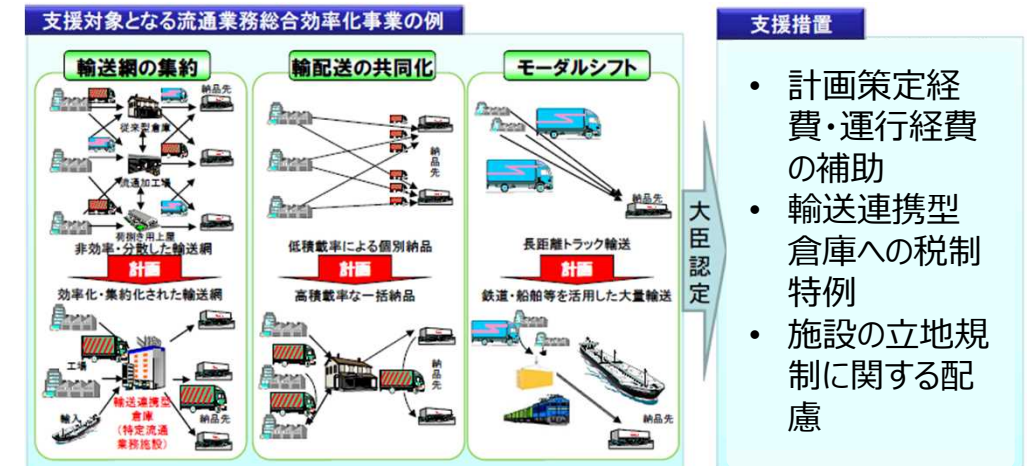 支援対象となる流通業務総合効率化事業の例
輸送網の集約
納品先
従来型倉庫
流通加工場
荷捌き用上屋
非効率・分散した輸送網
計画
効率化・集約化された輸送網
工場
輸入
輸送連携型
倉庫
(特定流通
業務施設)
納品先
輸配送の共同化
納品先
低積載率による個別納品
計画
高積載率な一括納品
納品先
モーダルシフト
納品先
長距離トラック輸送
計画
鉄道・船舶等を活用した大量輸送
納品先
大臣認定
支援措置
• 計画策定経
費・運行経費
の補助
• 輸送連携型
倉庫への税制
特例
• 施設の立地規
制に関する配
慮